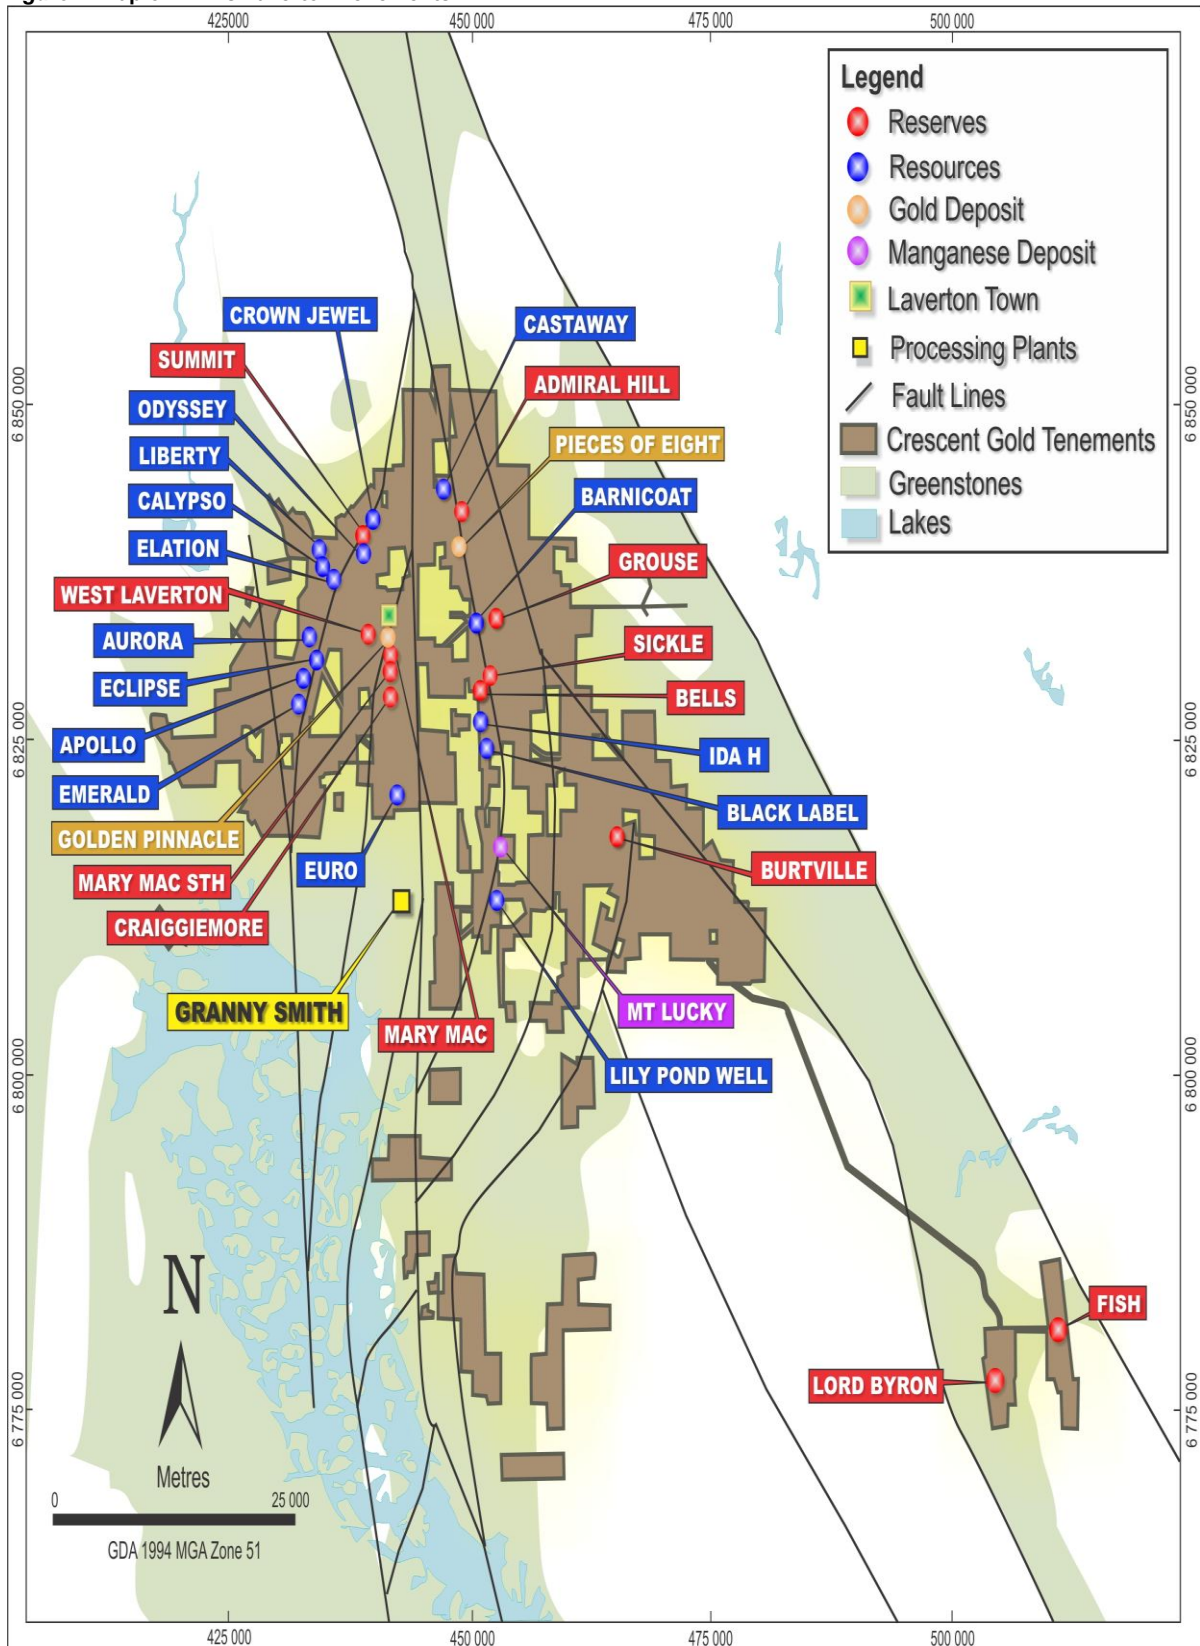 425 000
450 000
475 000
500 000
Legend
Reserves
Resources
Gold Deposit
Manganese Deposit
Laverton Town
Processing Plants
Fault Lines
Crescent Gold Tenements
Greenstones
Lakes
CROWN JEWEL
CASTAWAY
SUMMIT
ADMIRAL HILL
ODYSSEY
PIECES OF EIGHT
LIBERTY
BARNICOAT
CALYPSO
ELATION
GROUSE
WEST LAVERTON
AURORA
SICKLE
ECLIPSE
BELLS
APOLLO
IDA H
EMERALD
BLACK LABEL
GOLDEN PINNACLE
EURO
BURTVILLE
MARY MAC STH
CRAIGGIEMORE
GRANNY SMITH
MARY MAC
MT LUCKY
LILY POND WELL
FISH
LORD BYRON
6 850 000
6 825 000
6 800 000
6 775 000
6 850 000
6 825 000
6 800 000
6 775 000
N
Metres
0
25 000
GDA 1994 MGA Zone 51
425 000
450 000
475 000
500 000